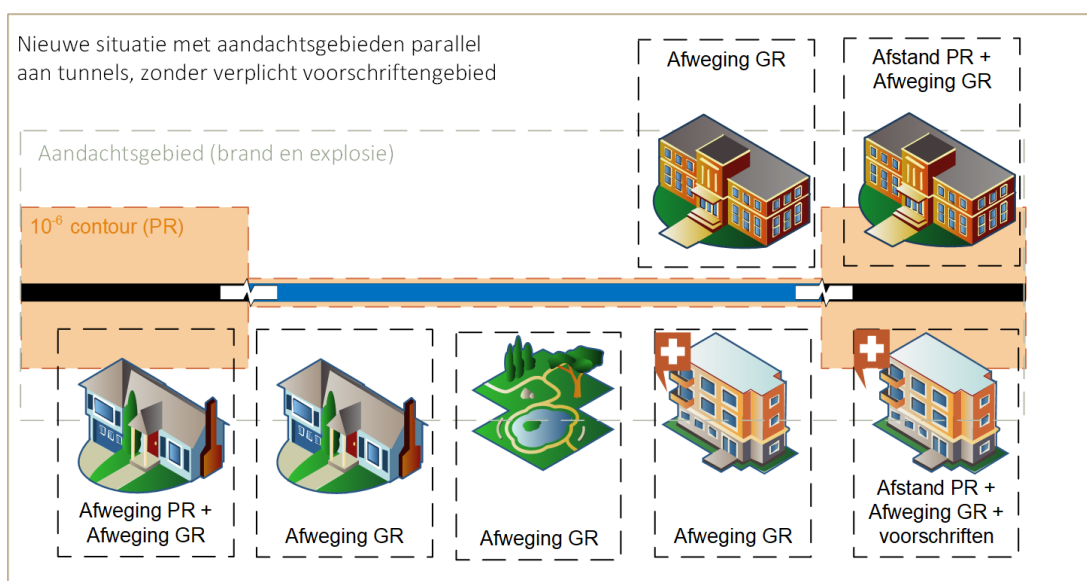 Nieuwe situatie met aandachtsgebieden parallel
aan tunnels, zonder verplicht voorschriftengebied
Afweging GR
Afstand PR +
Afweging GR
Aandachtsgebied (brand en explosie)
10⁻⁶ contour (PR)
Afweging PR +
Afweging GR
Afweging GR
Afweging GR
Afweging GR
Afstand PR +
Afweging GR +
voorschriften